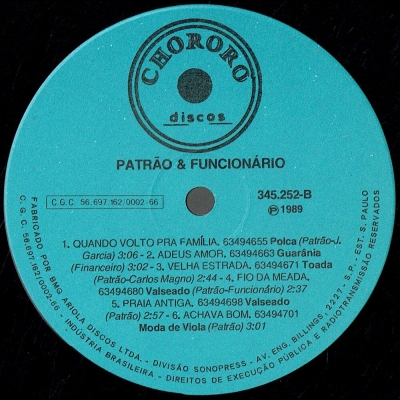 CHORORÓ
discos
PATRÃO & FUNCIONÁRIO
C.G.C. 56.697.162/0002-66
345.252-B
Ⓟ 1989
1. QUANDO VOLTO PRA FAMÍLIA. 63494655 Polca (Patrão-J.
Garcia) 3:06 - 2. ADEUS AMOR. 63494663 Guarânia
(Financeiro) 3:02 - 3. VELHA ESTRADA. 63494671 Toada
(Patrão-Carlos Magno) 2:44 - 4. FIO DA MEADA.
63494680 Valseado (Patrão-Funcionário) 2:37
5. PRAIA ANTIGA. 63494698 Valseado
(Patrão) 2:57 - 6. ACHAVA BOM. 63494701
Moda de Viola (Patrão) 3:01
FABRICADO POR BMG ARIOLA DISCOS LTDA. - DIVISÃO SONOPRESS - AV. ENG. BILLINGS, 2.227 - S.P. - EST. S. PAULO
C.G.C. 56.697.162/0002-66 - INDÚSTRIA BRASILEIRA. - DIREITOS DE EXECUÇÃO PÚBLICA E RADIOTRANSMISSÃO RESERVADOS